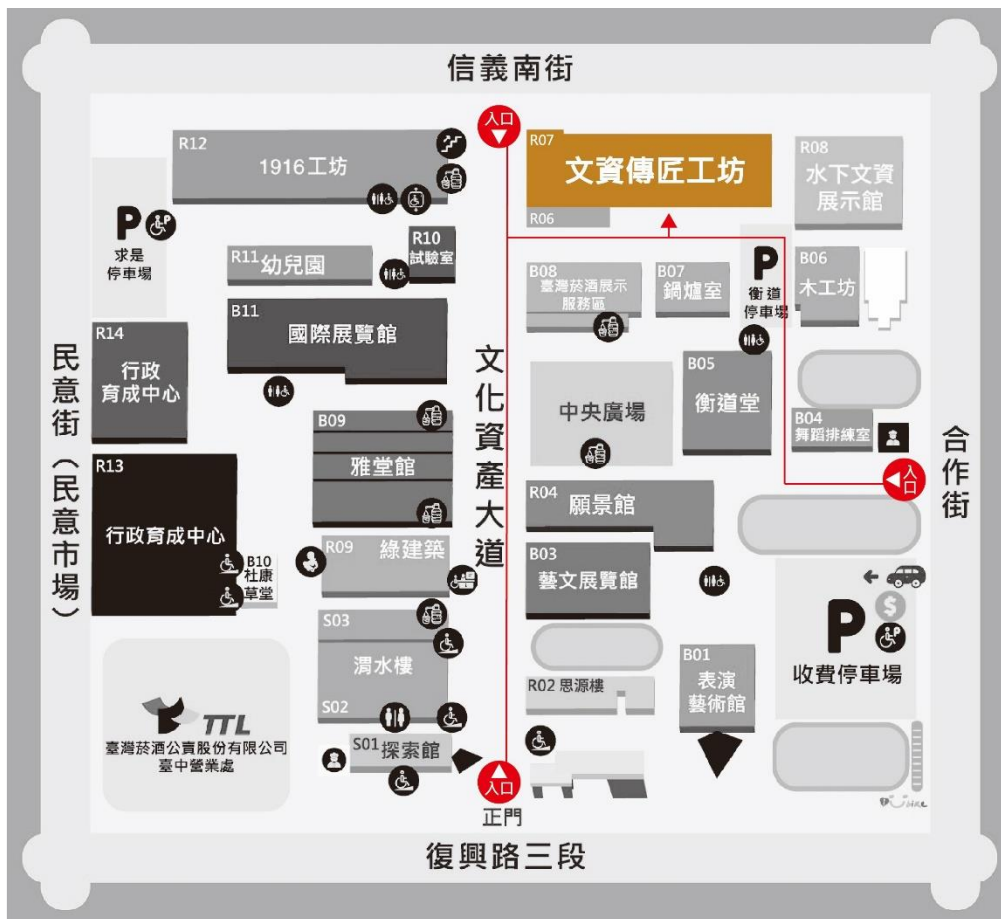 信義南街
入口
R12
1916工坊
R07
文資傳匠工坊
R08
水下文資
展示館
R06
P
求是
停車場
R11 幼兒園
R10
試驗室
B08
臺灣菸酒展示
服務區
B07
鍋爐室
P
衡道
停車場
B06
木工坊
B11
國際展覽館
R14
行政
育成中心
民意街（民意市場）
文化資產大道
中央廣場
B05
衡道堂
B04
舞蹈排練室
合作街
入口
B09
雅堂館
R13
行政育成中心
B10
杜康
草堂
R09 綠建築
R04
願景館
B03
藝文展覽館
$
P
收費停車場
S03
渭水樓
S02
R02 思源樓
B01
表演
藝術館
TTL
臺灣菸酒公賣股份有限公司
臺中營業處
S01 探索館
入口
正門
復興路三段